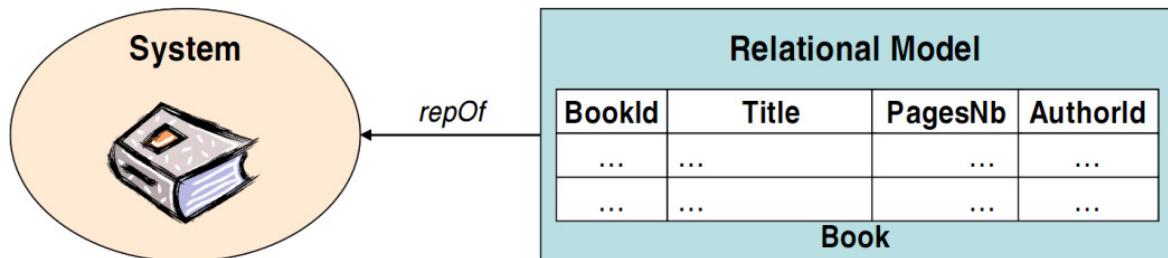 System
repOf
Relational Model
BookId Title PagesNb AuthorId
... ... ... ...
... ... ... ...
Book